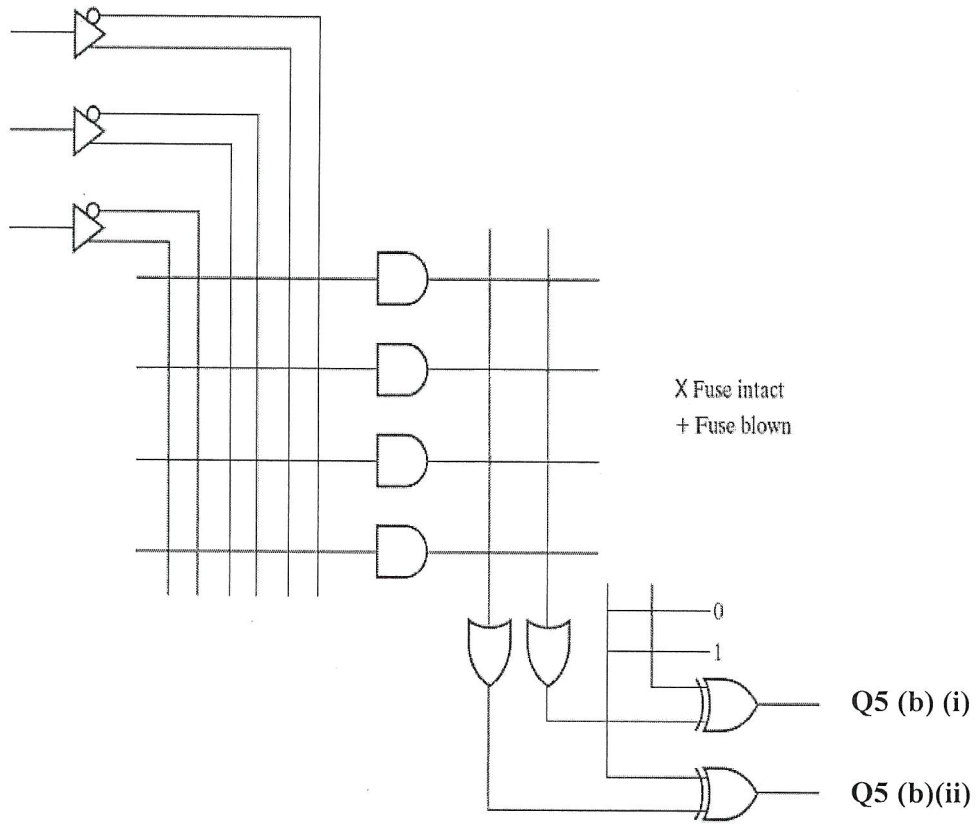 X Fuse intact
+ Fuse blown
0
1
Q5 (b) (i)
Q5 (b)(ii)